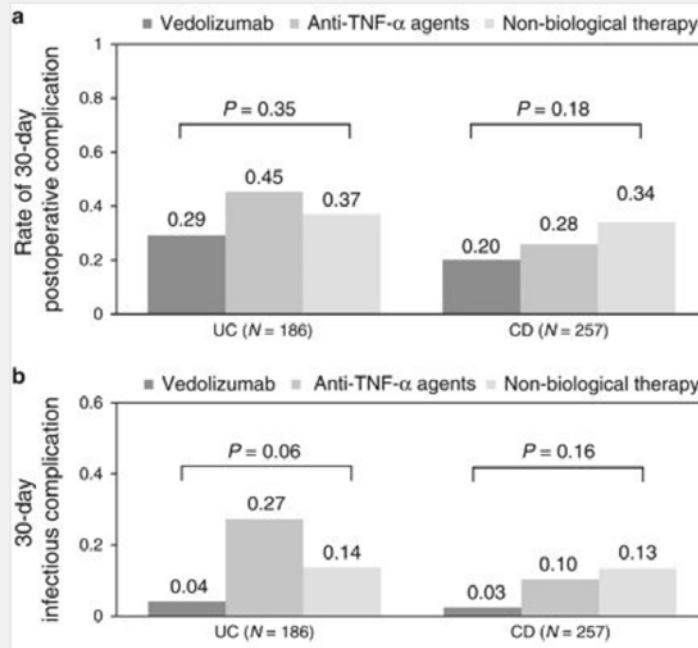 a
■ Vedolizumab ■ Anti-TNF-α agents ■ Non-biological therapy
Rate of 30-day
postoperative complication
1
0.8
0.6
0.4
0.2
0
P = 0.35
0.29
0.45
0.37
UC (N = 186)
P = 0.18
0.20
0.28
0.34
CD (N = 257)
b
■ Vedolizumab ■ Anti-TNF-α agents ■ Non-biological therapy
30-day
infectious complication
0.6
0.4
0.2
0
P = 0.06
0.04
0.27
0.14
UC (N = 186)
P = 0.16
0.03
0.10
0.13
CD (N = 257)